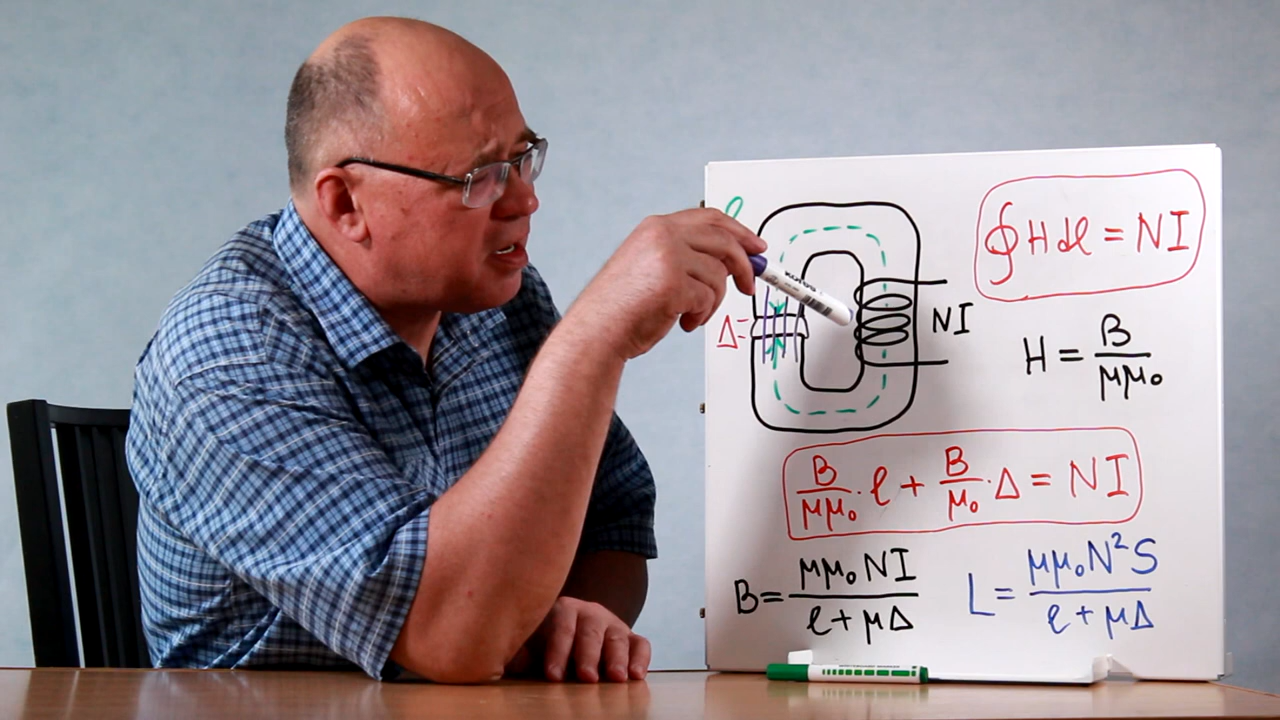 ℓ
∮Hdℓ = NI
Δ=
NI
H = B/μμ₀
B/μμ₀ · ℓ + B/μ₀ · Δ = NI
B = μμ₀NI/ℓ+μΔ
L = μμ₀N²S/ℓ+μΔ